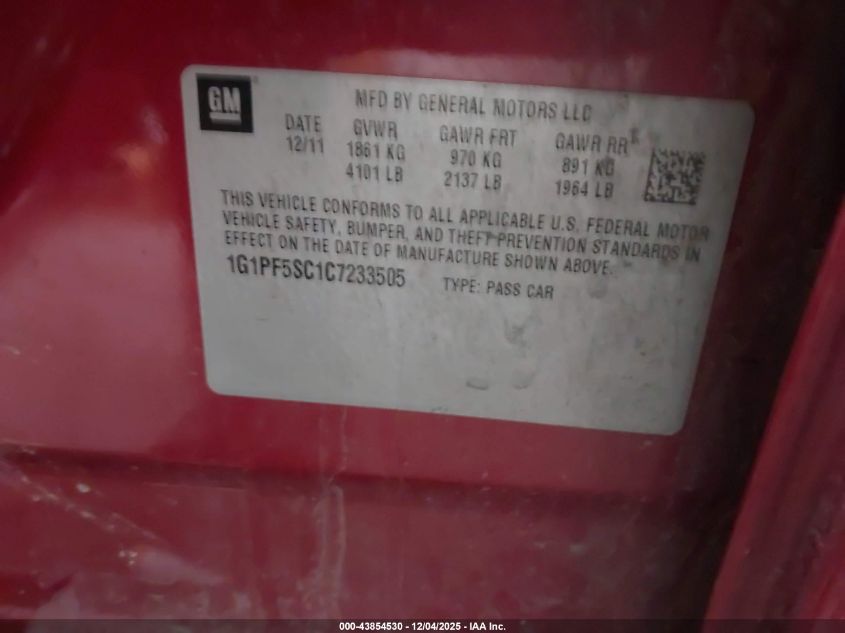 GM
MFD BY GENERAL MOTORS LLC
DATE GVWR GAWR FRT GAWR RR
12/11 1861 KG 970 KG 891 KG
4101 LB 2137 LB 1964 LB
THIS VEHICLE CONFORMS TO ALL APPLICABLE U.S. FEDERAL MOTOR
VEHICLE SAFETY, BUMPER, AND THEFT PREVENTION STANDARDS IN
EFFECT ON THE DATE OF MANUFACTURE SHOWN ABOVE.
1G1PF5SC1C7233505 TYPE: PASS CAR
000-43854530 - 12/04/2025 - IAA Inc.